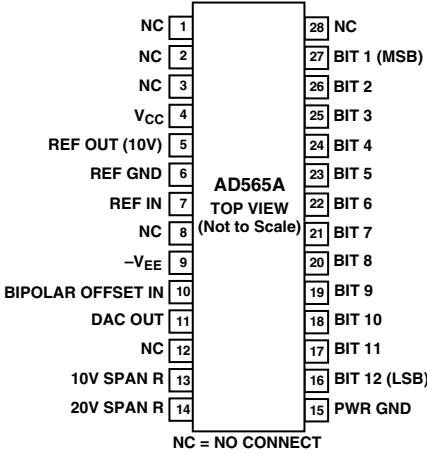 NC 1
NC 2
NC 3
VCC 4
REF OUT (10V) 5
REF GND 6
REF IN 7
NC 8
–VEE 9
BIPOLAR OFFSET IN 10
DAC OUT 11
NC 12
10V SPAN R 13
20V SPAN R 14
AD565A
TOP VIEW
(Not to Scale)
28 NC
27 BIT 1 (MSB)
26 BIT 2
25 BIT 3
24 BIT 4
23 BIT 5
22 BIT 6
21 BIT 7
20 BIT 8
19 BIT 9
18 BIT 10
17 BIT 11
16 BIT 12 (LSB)
15 PWR GND
NC = NO CONNECT